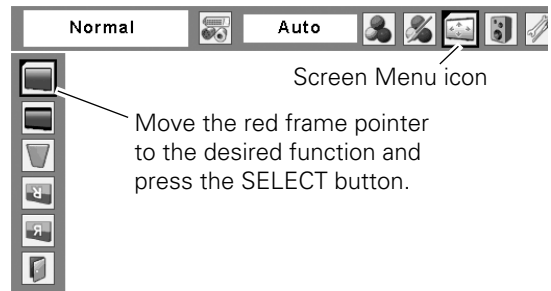 Normal
Auto
Screen Menu icon
Move the red frame pointer
to the desired function and
press the SELECT button.